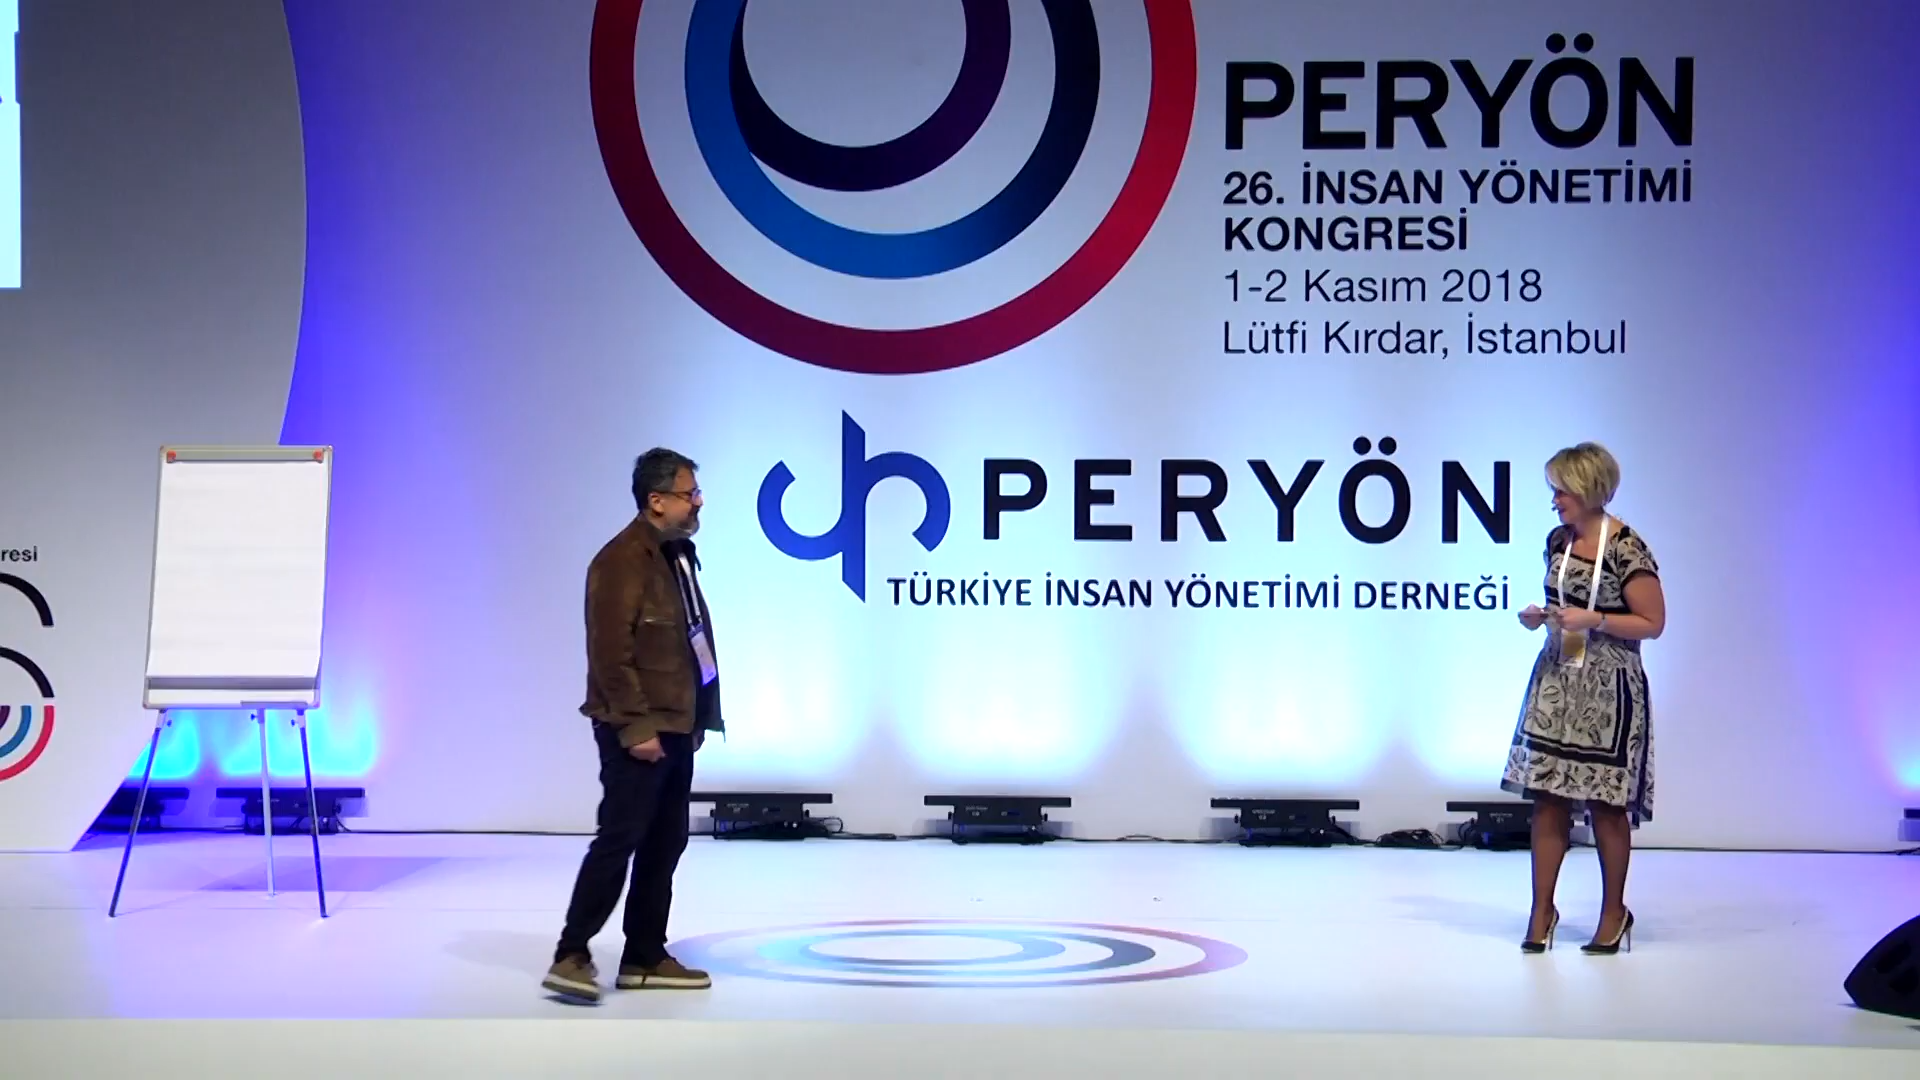 PERYÖN
26. İNSAN YÖNETİMİ
KONGRESİ
1-2 Kasım 2018
Lütfi Kırdar, İstanbul
PERYÖN
TÜRKİYE İNSAN YÖNETİMİ DERNEĞİ
resi